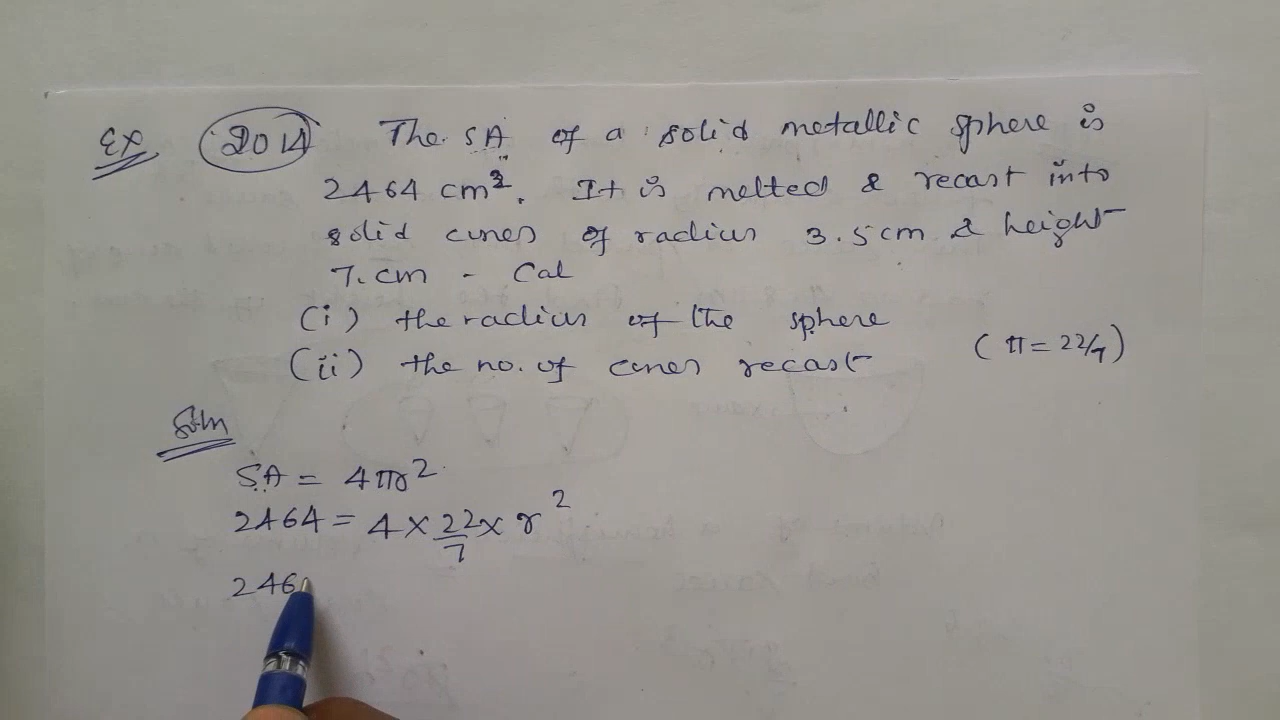 Ex 2014 The SA of a solid metallic sphere is
2464 cm². It is melted & recast into
solid cones of radius 3.5cm & height
7.cm - Cal
(i) the radius of the sphere
(ii) the no. of cones recast (π = 22/7)
Soln
SA = 4πr²
2464 = 4 × 22/7 × r²
246